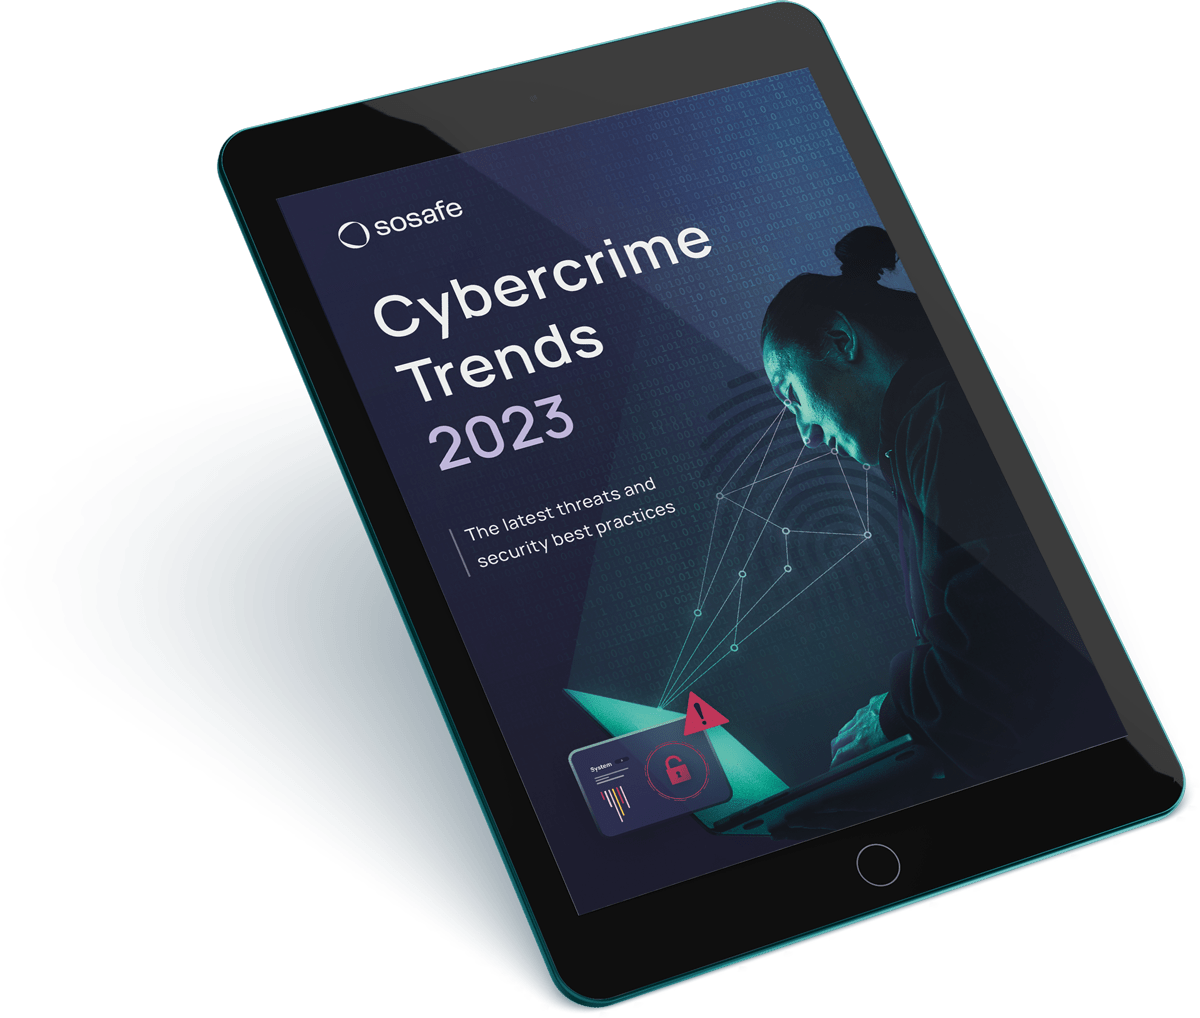 sosafe
Cybercrime
Trends
2023
The latest threats and
security best practices
System